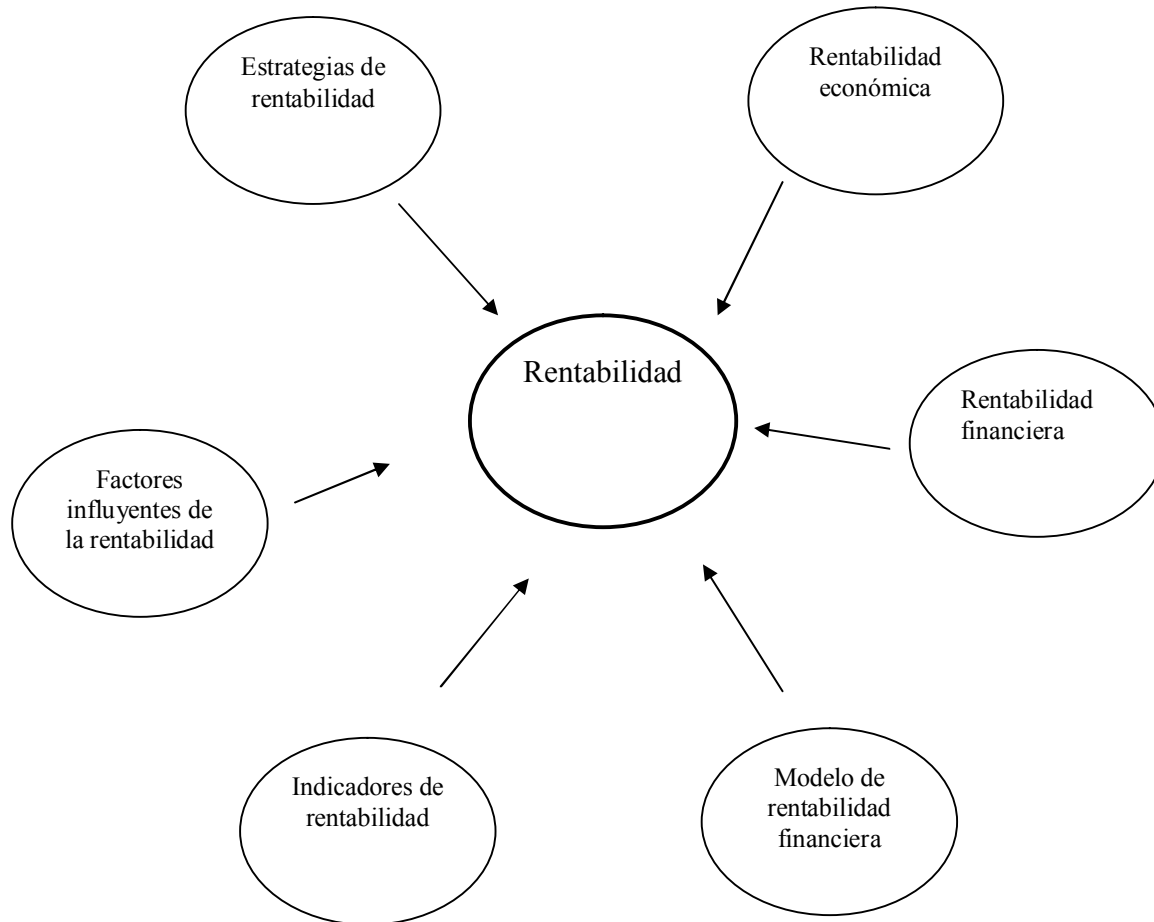 Estrategias de
rentabilidad
Rentabilidad
económica
Rentabilidad
Rentabilidad
financiera
Factores
influyentes de
la rentabilidad
Indicadores de
rentabilidad
Modelo de
rentabilidad
financiera